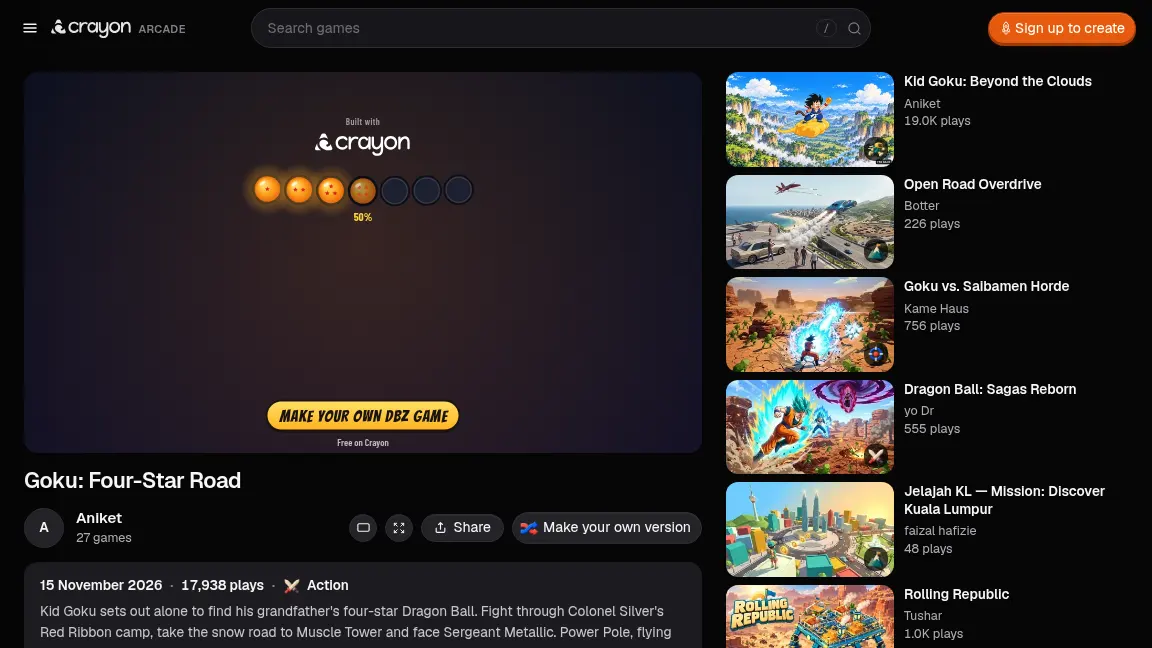 crayon ARCADE
Search games
/
Sign up to create
Built with
crayon
50%
MAKE YOUR OWN DBZ GAME
Free on Crayon
Goku: Four-Star Road
A
Aniket
27 games
Share
Make your own version
15 November 2026 · 17,938 plays · Action
Kid Goku sets out alone to find his grandfather's four-star Dragon Ball. Fight through Colonel Silver's
Red Ribbon camp, take the snow road to Muscle Tower and face Sergeant Metallic. Power Pole, flying
Kid Goku: Beyond the Clouds
Aniket
19.0K plays
Open Road Overdrive
Botter
226 plays
Goku vs. Saibamen Horde
Kame Haus
756 plays
Dragon Ball: Sagas Reborn
yo Dr
555 plays
Jelajah KL — Mission: Discover
Kuala Lumpur
faizal hafizie
48 plays
ROLLING
REPUBLIC
Rolling Republic
Tushar
1.0K plays